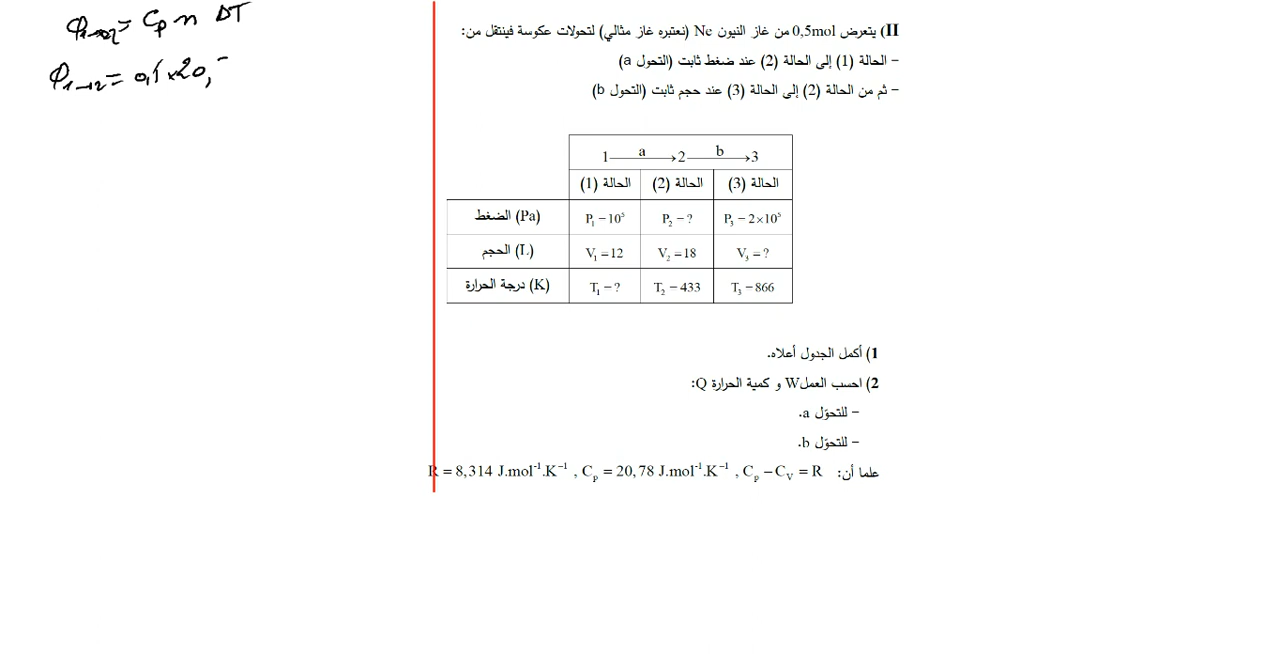 Q₁→₂ = Cp n ΔT
Q₁→₂ = 0,5 x 20,
II) يتعرض 0,5mol من غاز النيون Ne (نعتبره غاز مثالي) لتحولات عكوسة فينتقل من:
- الحالة (1) إلى الحالة (2) عند ضغط ثابت (التحول a)
- ثم من الحالة (2) إلى الحالة (3) عند حجم ثابت (التحول b)
1 —a→ 2 —b→ 3
الحالة (1) الحالة (2) الحالة (3)
الضغط (Pa) P₁ = 10⁵ P₂ = ? P₃ = 2×10⁵
الحجم (L) V₁ = 12 V₂ = 18 V₃ = ?
درجة الحرارة (K) T₁ = ? T₂ = 433 T₃ = 866
1) أكمل الجدول أعلاه.
2) احسب العمل W و كمية الحرارة Q:
- للتحوّل a.
- للتحوّل b.
علما أن: R = 8,314 J.mol⁻¹.K⁻¹ , Cp = 20,78 J.mol⁻¹.K⁻¹ , Cp − CV = R